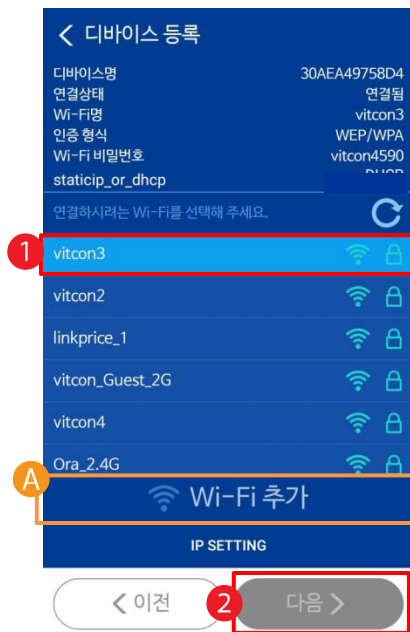 디바이스 등록
디바이스명 30AEA49758D4
연결상태 연결됨
Wi-Fi명 vitcon3
인증 형식 WEP/WPA
Wi-Fi 비밀번호 vitcon4590
staticip_or_dhcp
연결하시려는 Wi-Fi를 선택해 주세요.
1
vitcon3
vitcon2
linkprice_1
vitcon_Guest_2G
vitcon4
Ora_2.4G
A
Wi-Fi 추가
IP SETTING
이전
2
다음